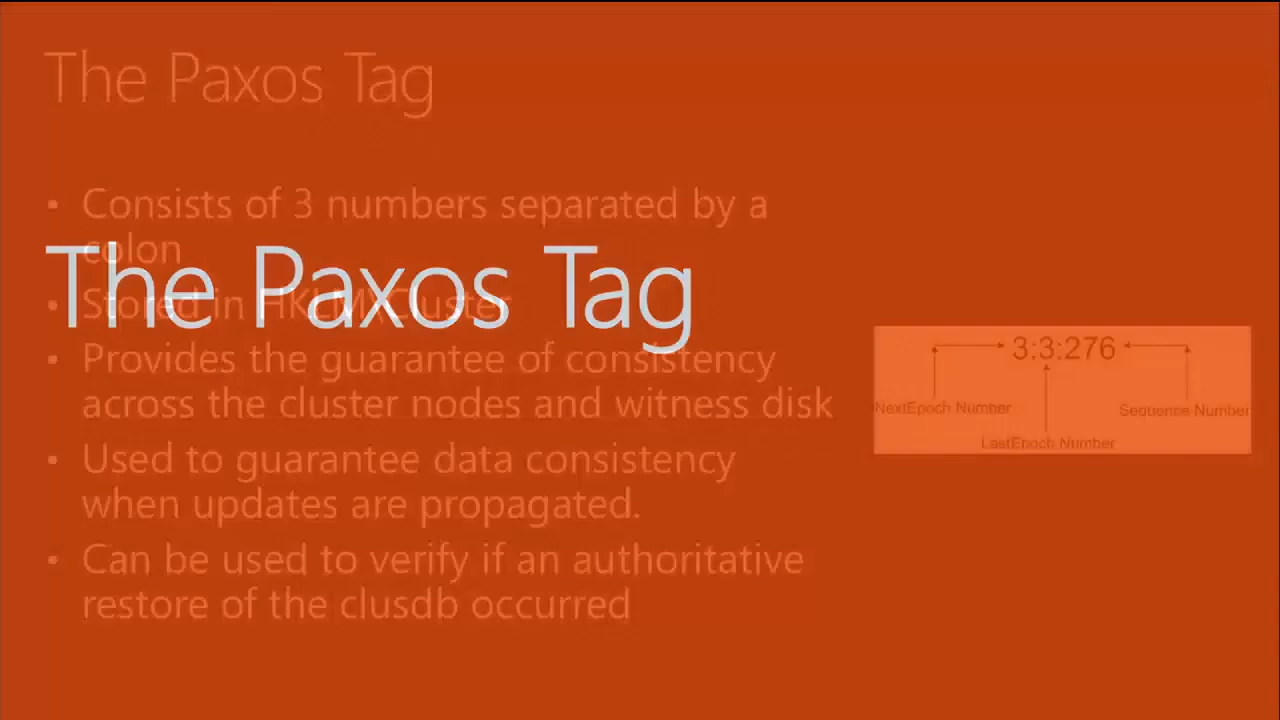 The Paxos Tag
• Consists of 3 numbers separated by a
colon
The Paxos Tag
• Stored in HKLM\Cluster
• Provides the guarantee of consistency
across the cluster nodes and witness disk
• Used to guarantee data consistency
when updates are propagated.
• Can be used to verify if an authoritative
restore of the clusdb occurred
3:3:276
NextEpoch Number
Sequence Number
LastEpoch Number